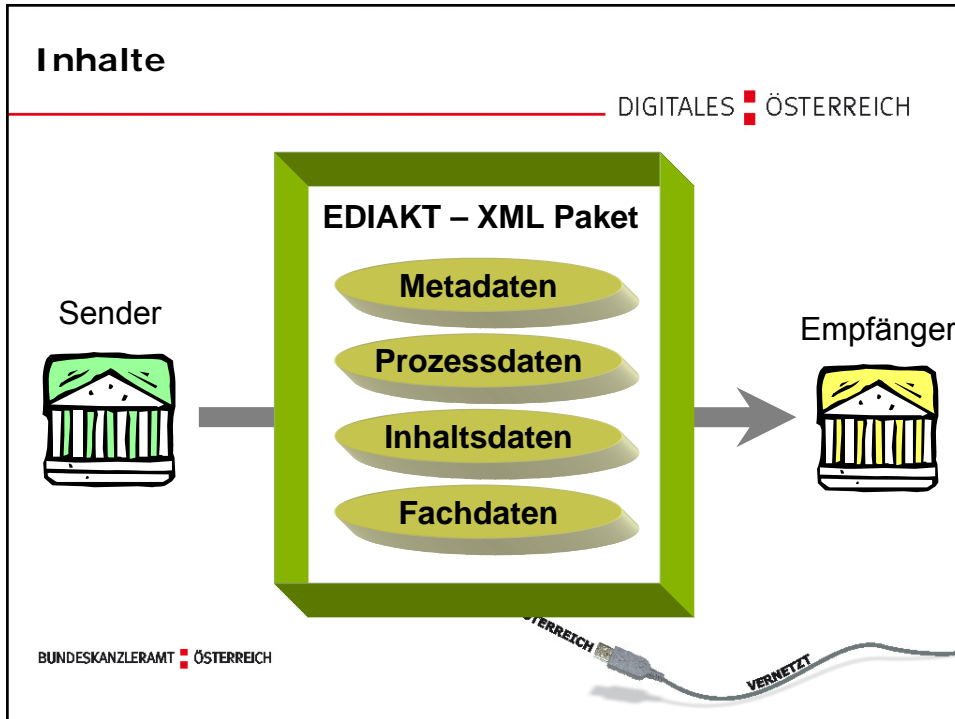 Inhalte
DIGITALES ÖSTERREICH
EDIAKT – XML Paket
Metadaten
Sender
Empfänger
Prozessdaten
Inhaltsdaten
Fachdaten
BUNDESKANZLERAMT ÖSTERREICH
VERNETZT